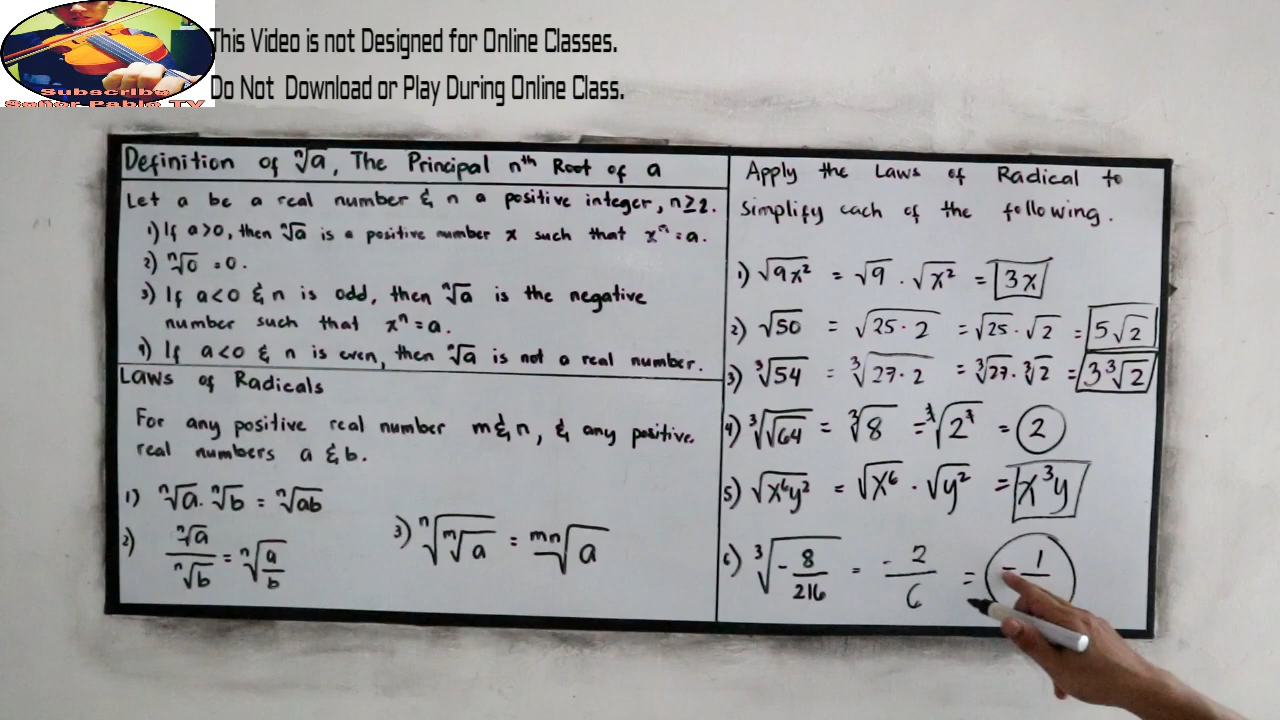 This Video is not Designed for Online Classes.
Do Not Download or Play During Online Class.
Subscribe
Señor Pablo TV
Definition of ⁿ√a, The Principal nᵗʰ Root of a
Let a be a real number & n a positive integer, n≥2.
1) If a>0, then ⁿ√a is a positive number x such that xⁿ=a.
2) ⁿ√0 = 0.
3) If a<0 & n is odd, then ⁿ√a is the negative
number such that xⁿ=a.
4) If a<0 & n is even, then ⁿ√a is not a real number.
Laws of Radicals
For any positive real number m&n, & any positive
real numbers a & b.
1) ⁿ√a · ⁿ√b = ⁿ√ab
2) ⁿ√a / ⁿ√b = ⁿ√(a/b)
3) ⁿ√(ᵐ√a) = ᵐⁿ√a
Apply the Laws of Radical to
Simplify each of the following.
1) √9x² = √9 · √x² = 3x
2) √50 = √25·2 = √25 · √2 = 5√2
3) ³√54 = ³√27·2 = ³√27 · ³√2 = 3³√2
4) ³√√64 = ³√8 = ³√2³ = 2
5) √x⁶y² = √x⁶ · √y² = x³y
6) ³√(-8/216) = -2/6 = -1/